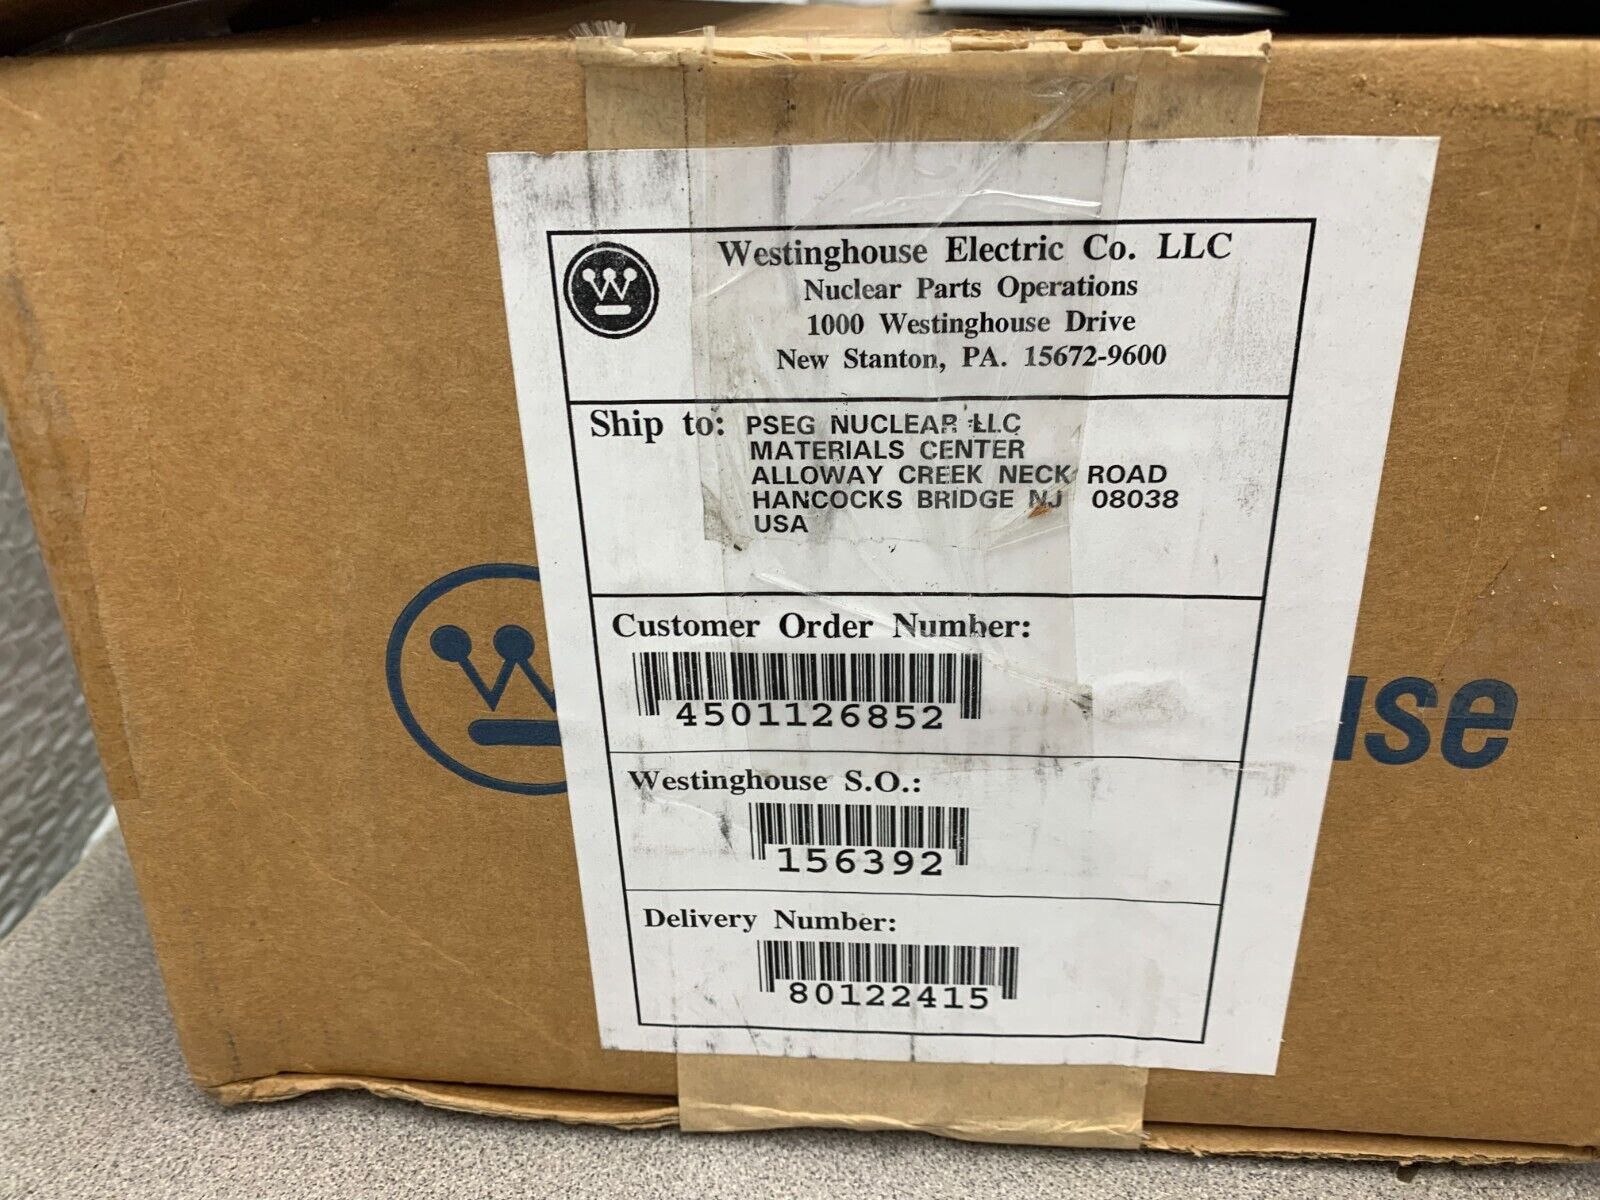 Westinghouse Electric Co. LLC
Nuclear Parts Operations
1000 Westinghouse Drive
New Stanton, PA. 15672-9600
Ship to: PSEG NUCLEAR LLC
MATERIALS CENTER
ALLOWAY CREEK NECK ROAD
HANCOCKS BRIDGE NJ 08038
USA
Customer Order Number:
4501126852
Westinghouse S.O.:
156392
Delivery Number:
80122415
W
use